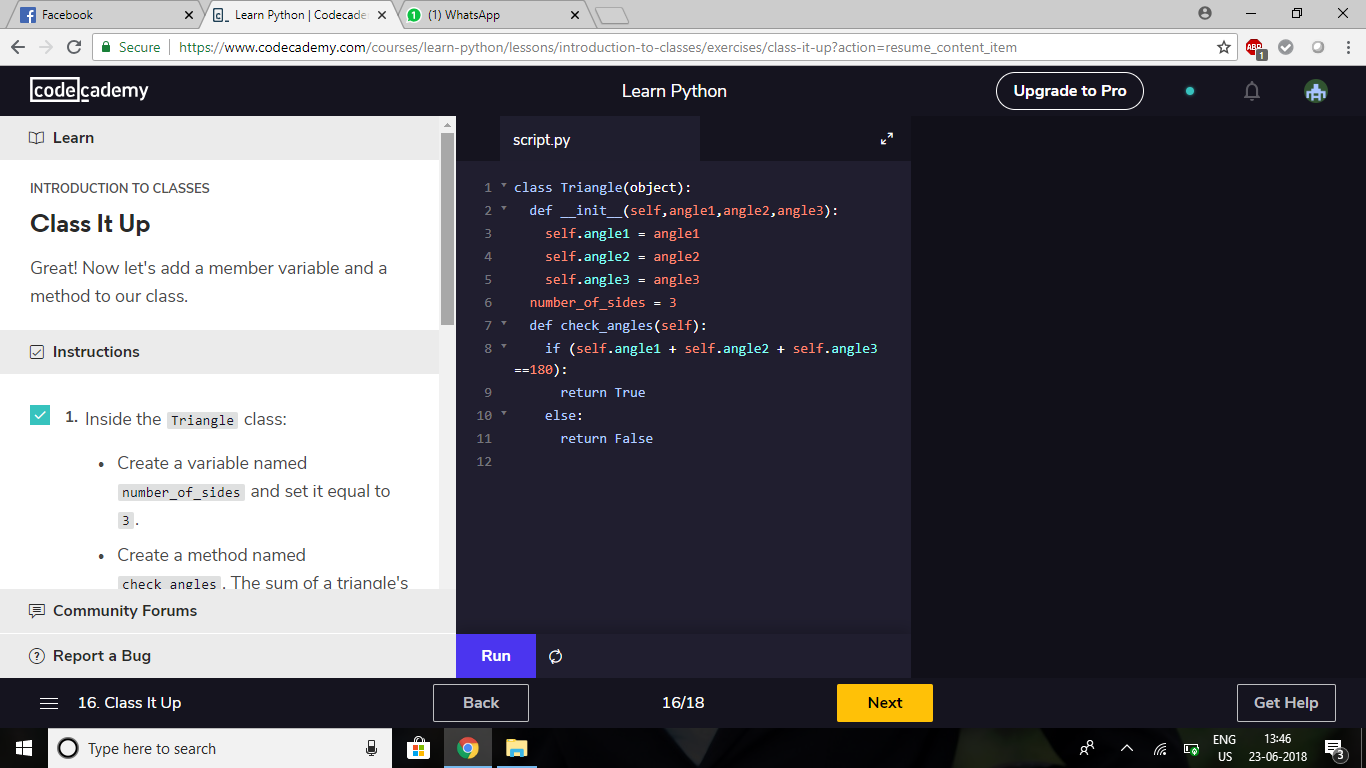 Facebook
Learn Python | Codecade
(1) WhatsApp
Secure
https://www.codecademy.com/courses/learn-python/lessons/introduction-to-classes/exercises/class-it-up?action=resume_content_item
ABP
1
codecademy
Learn Python
Upgrade to Pro
Learn
INTRODUCTION TO CLASSES
Class It Up
Great! Now let's add a member variable and a
method to our class.
Instructions
1. Inside the Triangle class:
• Create a variable named
number_of_sides and set it equal to
3.
• Create a method named
check_angles. The sum of a triangle's
Community Forums
Report a Bug
script.py
1 class Triangle(object):
2 def __init__(self,angle1,angle2,angle3):
3 self.angle1 = angle1
4 self.angle2 = angle2
5 self.angle3 = angle3
6 number_of_sides = 3
7 def check_angles(self):
8 if (self.angle1 + self.angle2 + self.angle3
==180):
9 return True
10 else:
11 return False
12
Run
16. Class It Up
Back
16/18
Next
Get Help
Type here to search
ENG
US
13:46
23-06-2018
3